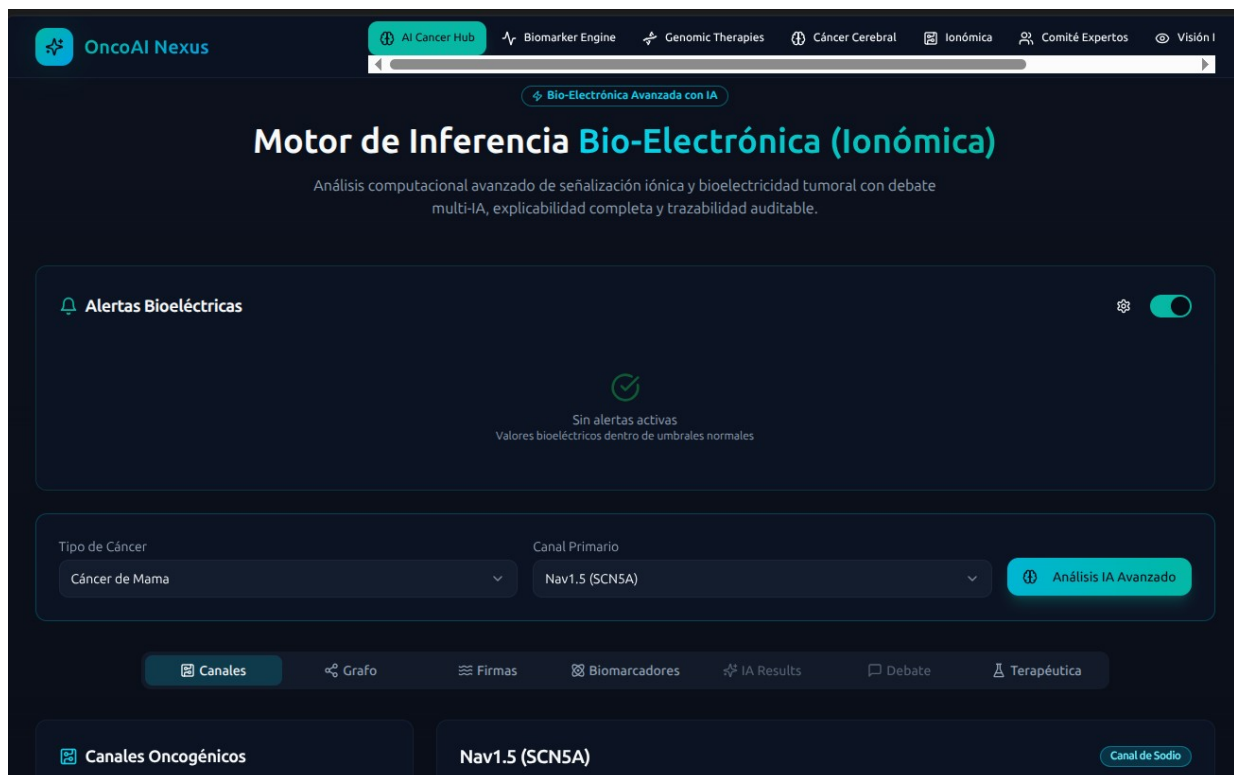 OncoAI Nexus
AI Cancer Hub
Biomarker Engine
Genomic Therapies
Cáncer Cerebral
Ionómica
Comité Expertos
Visión I
Bio-Electrónica Avanzada con IA
Motor de Inferencia Bio-Electrónica (Ionómica)
Análisis computacional avanzado de señalización iónica y bioelectricidad tumoral con debate
multi-IA, explicabilidad completa y trazabilidad auditable.
Alertas Bioeléctricas
Sin alertas activas
Valores bioeléctricos dentro de umbrales normales
Tipo de Cáncer
Canal Primario
Cáncer de Mama
Nav1.5 (SCN5A)
Análisis IA Avanzado
Canales
Grafo
Firmas
Biomarcadores
IA Results
Debate
Terapéutica
Canales Oncogénicos
Nav1.5 (SCN5A)
Canal de Sodio